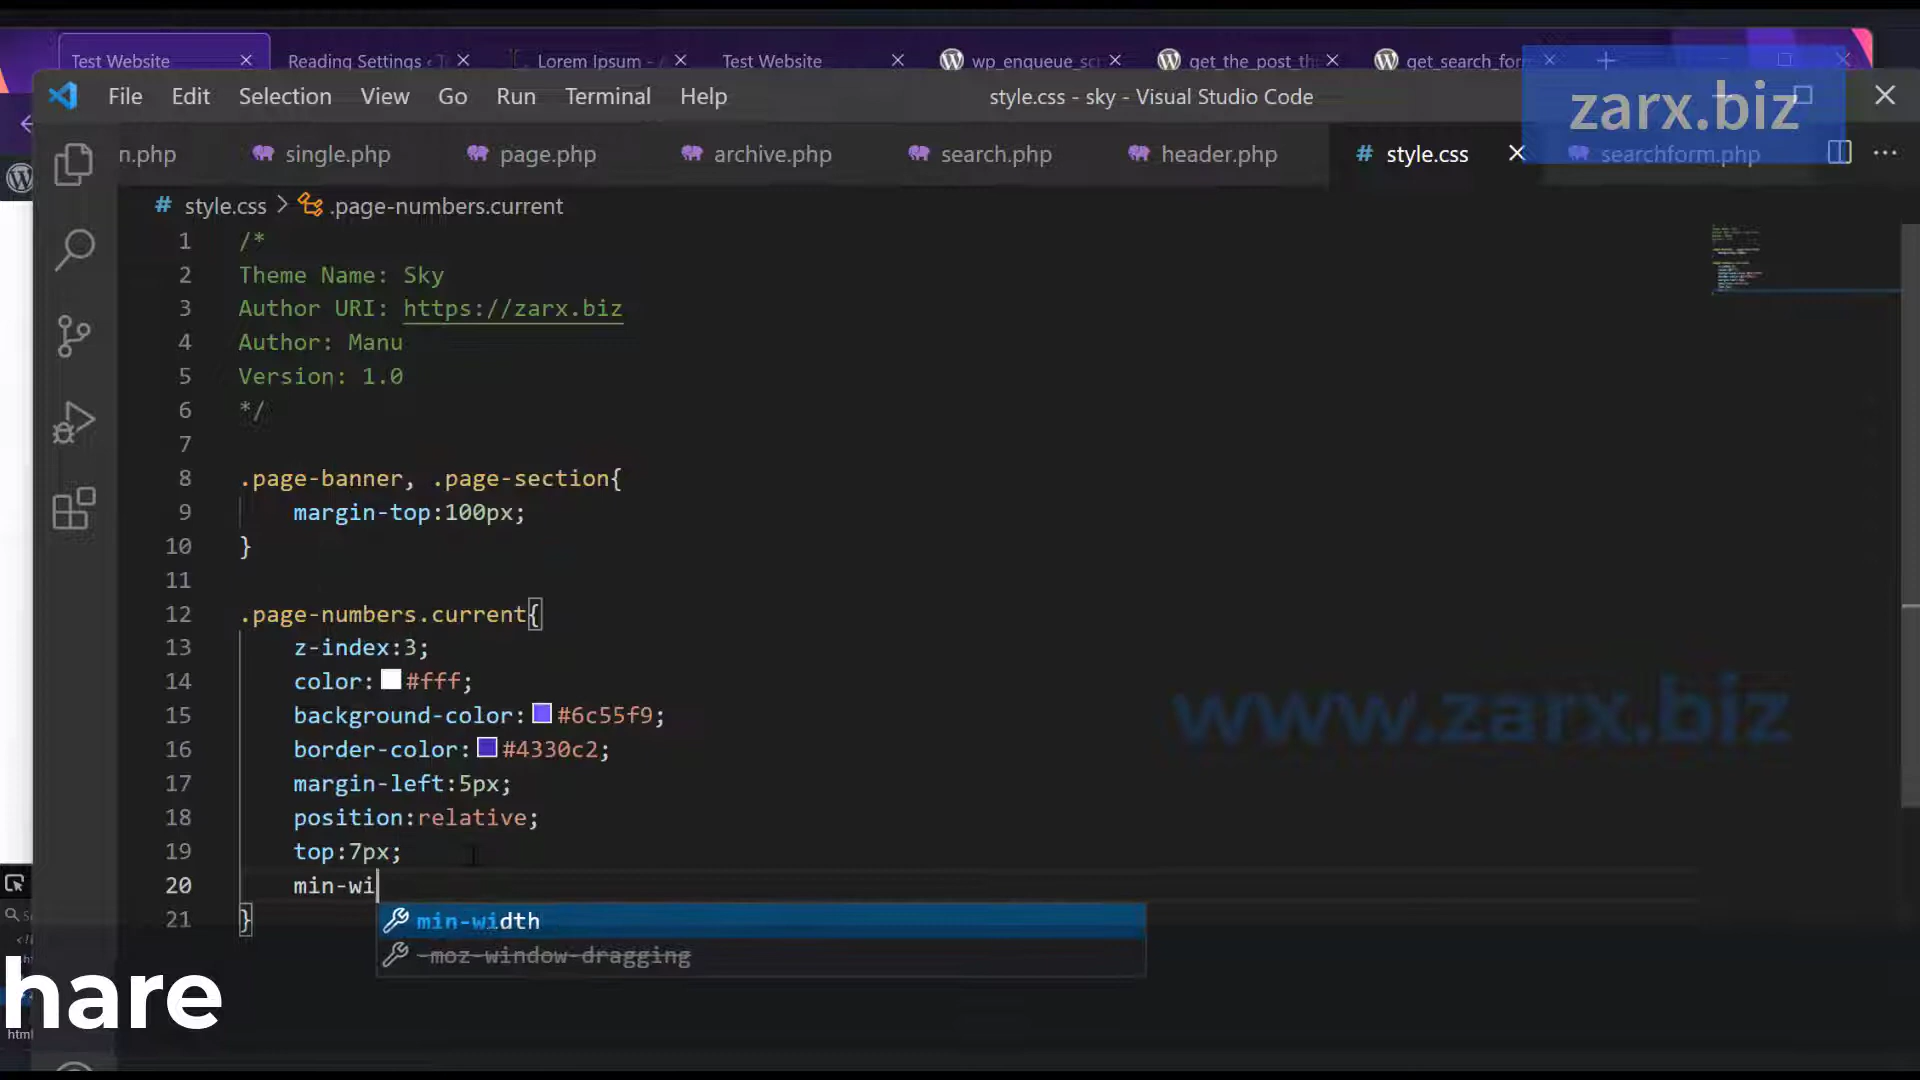 Test Website
Reading Settings
Lorem Ipsum -
Test Website
wp_enqueue_sc
get_the_post_th
get_search_for
File Edit Selection View Go Run Terminal Help
style.css - sky - Visual Studio Code
zarx.biz
n.php
single.php
page.php
archive.php
search.php
header.php
# style.css
searchform.php
# style.css > .page-numbers.current
1 /*
2 Theme Name: Sky
3 Author URI: https://zarx.biz
4 Author: Manu
5 Version: 1.0
6 */
7
8 .page-banner, .page-section{
9 margin-top:100px;
10 }
11
12 .page-numbers.current{
13 z-index:3;
14 color:#fff;
15 background-color:#6c55f9;
16 border-color:#4330c2;
17 margin-left:5px;
18 position:relative;
19 top:7px;
20 min-wi
21 }
min-width
-moz-window-dragging
www.zarx.biz
hare
html